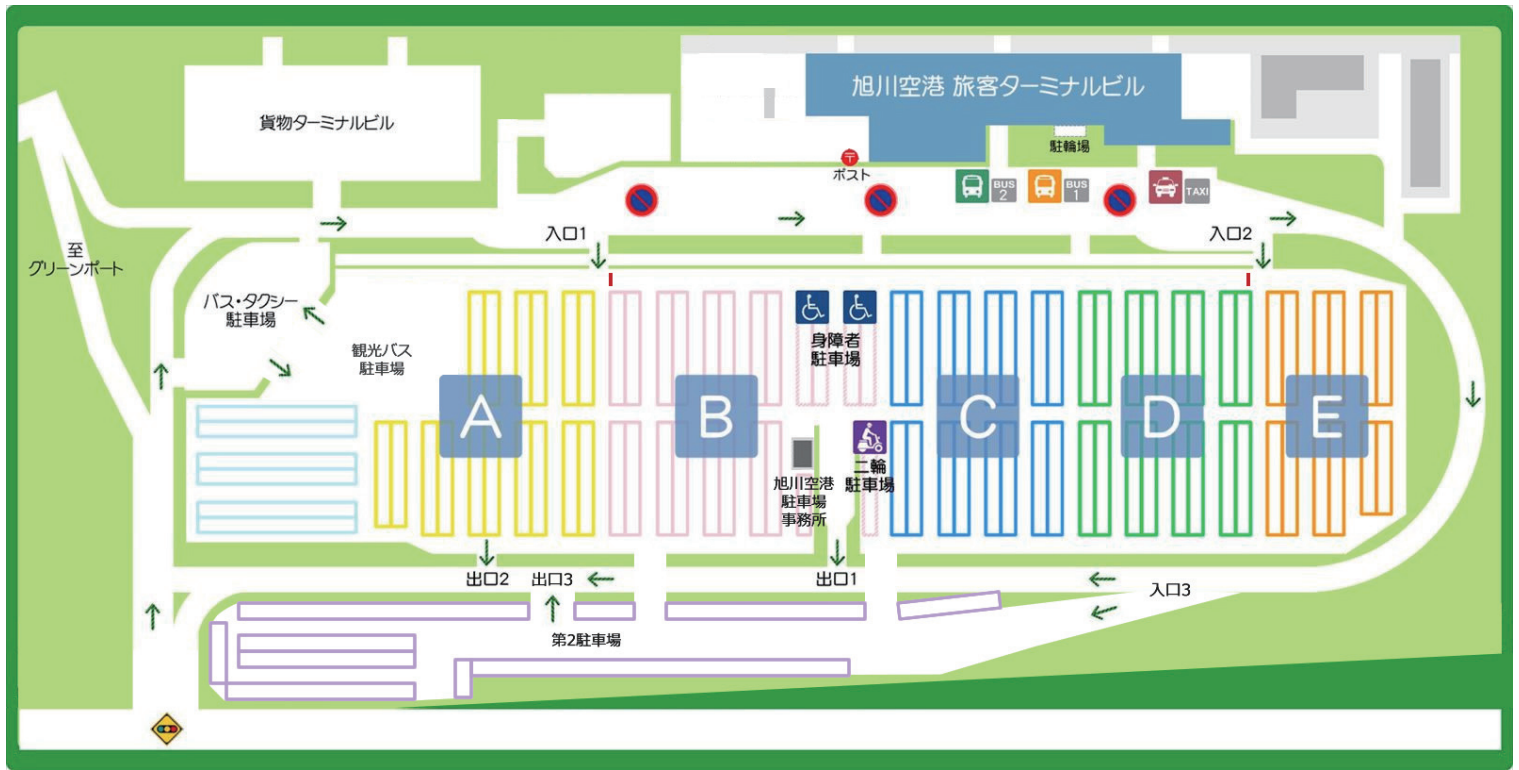 旭川空港 旅客ターミナルビル
貨物ターミナルビル
駐輪場
〒
ポスト
BUS
2
BUS
1
TAXI
入口1
入口2
至
グリーンポート
バス・タクシー
駐車場
観光バス
駐車場
身障者
駐車場
A
B
C
D
E
二輪
駐車場
旭川空港
駐車場
事務所
出口2
出口3
出口1
入口3
第2駐車場